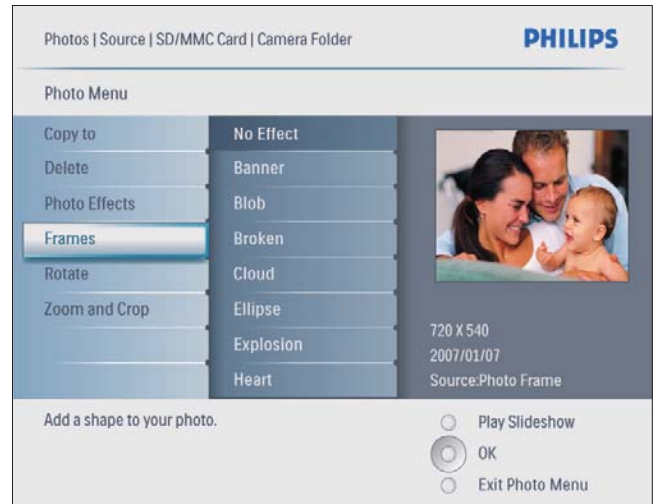 Photos | Source | SD/MMC Card | Camera Folder
PHILIPS
Photo Menu
Copy to
Delete
Photo Effects
Frames
Rotate
Zoom and Crop
No Effect
Banner
Blob
Broken
Cloud
Ellipse
Explosion
Heart
720 X 540
2007/01/07
Source:Photo Frame
Add a shape to your photo.
Play Slideshow
OK
Exit Photo Menu